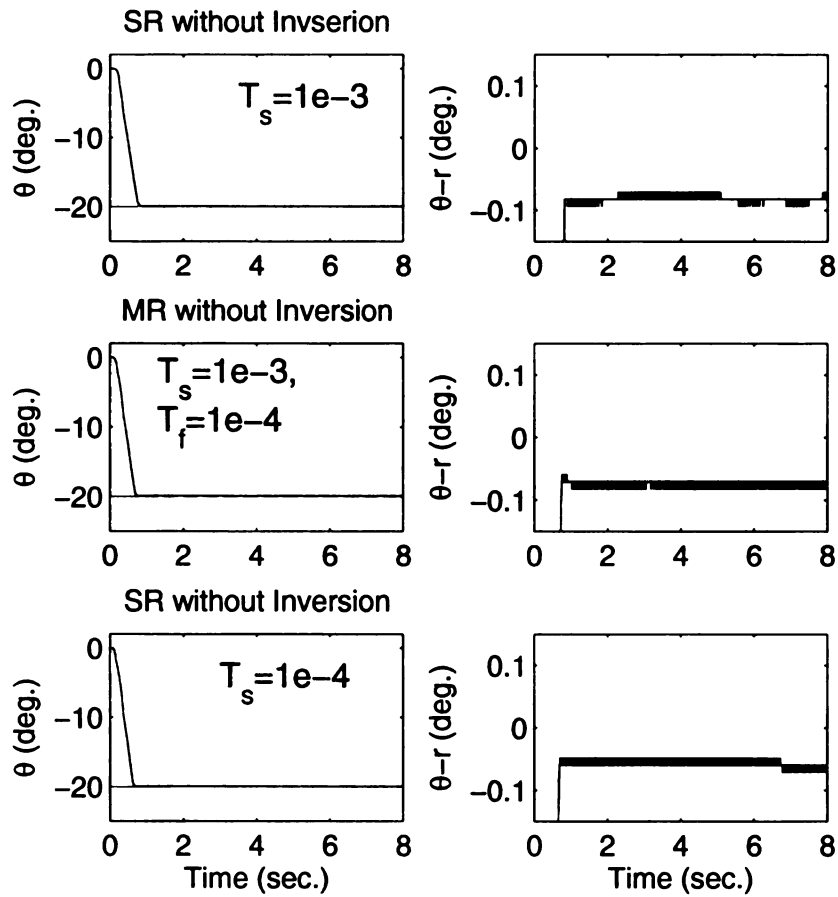 SR without Invserion
θ (deg.)
0
−10
−20
T_s=1e−3
0 2 4 6 8
θ−r (deg.)
0.1
0
−0.1
0 2 4 6 8
MR without Inversion
θ (deg.)
0
−10
−20
T_s=1e−3,
T_f=1e−4
0 2 4 6 8
θ−r (deg.)
0.1
0
−0.1
0 2 4 6 8
SR without Inversion
θ (deg.)
0
−10
−20
T_s=1e−4
0 2 4 6 8
Time (sec.)
θ−r (deg.)
0.1
0
−0.1
0 2 4 6 8
Time (sec.)